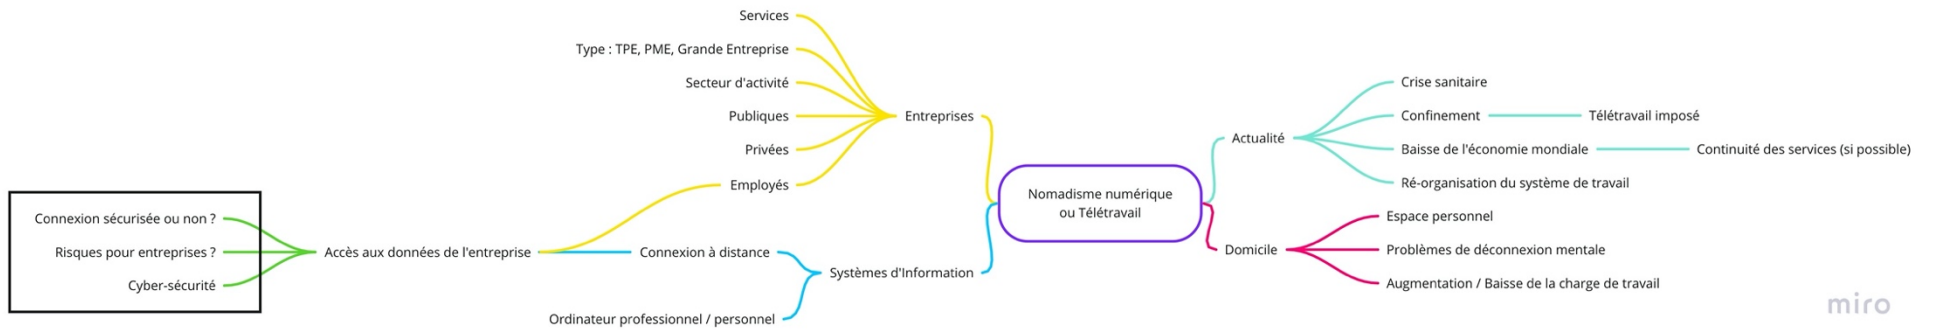 Services
Type : TPE, PME, Grande Entreprise
Secteur d'activité
Publiques
Privées
Employés
Entreprises
Connexion sécurisée ou non ?
Risques pour entreprises ?
Cyber-sécurité
Accès aux données de l'entreprise
Connexion à distance
Ordinateur professionnel / personnel
Systèmes d'Information
Nomadisme numérique
ou Télétravail
Actualité
Crise sanitaire
Confinement
Télétravail imposé
Baisse de l'économie mondiale
Continuité des services (si possible)
Ré-organisation du système de travail
Domicile
Espace personnel
Problèmes de déconnexion mentale
Augmentation / Baisse de la charge de travail
miro